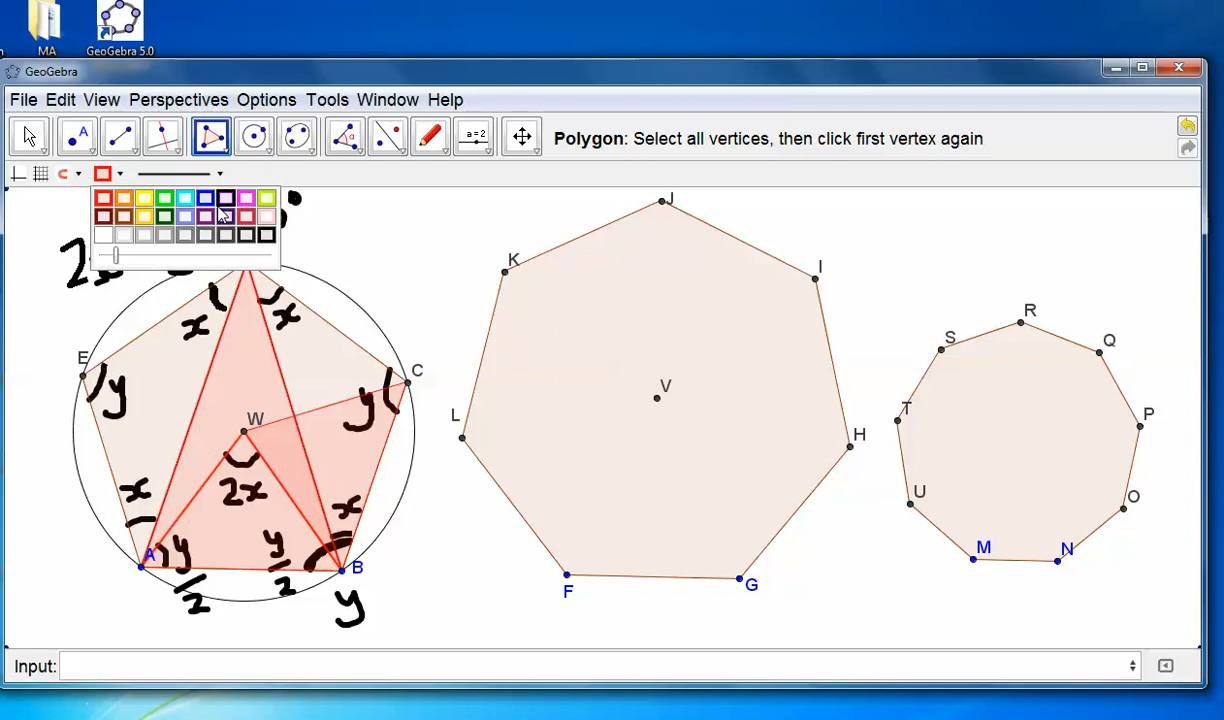 MA
GeoGebra 5.0
GeoGebra
File Edit View Perspectives Options Tools Window Help
A
α
a=2
Polygon: Select all vertices, then click first vertex again
J
K
I
x
x
E
C
y
y
W
V
L
H
2x
x
x
A
B
y/2
y/2
y
F
G
R
S
Q
T
P
U
O
M
N
Input: